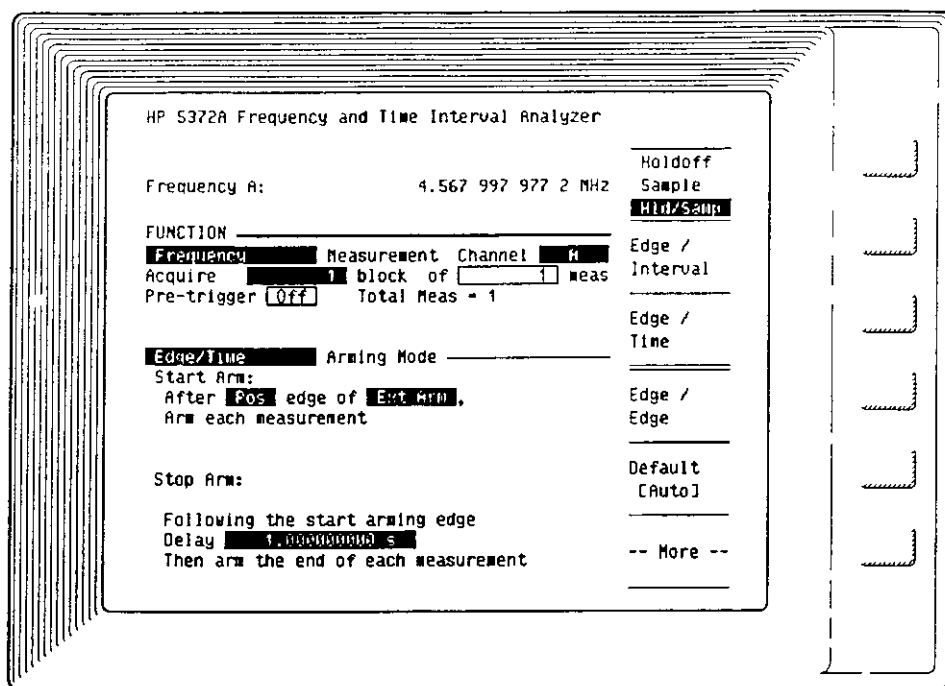 HP 5372A Frequency and Time Interval Analyzer
Frequency A: 4.567 997 977 2 MHz
FUNCTION
Frequency Measurement Channel A
Acquire 1 block of 1 meas
Pre-trigger Off Total Meas = 1
Edge/Time Arming Mode
Start Arm:
After Pos edge of Ext Arm,
Arm each measurement
Stop Arm:
Following the start arming edge
Delay 1.00000000 s
Then arm the end of each measurement
Holdoff
Sample
Hld/Samp
Edge /
Interval
Edge /
Time
Edge /
Edge
Default
[Auto]
-- More --